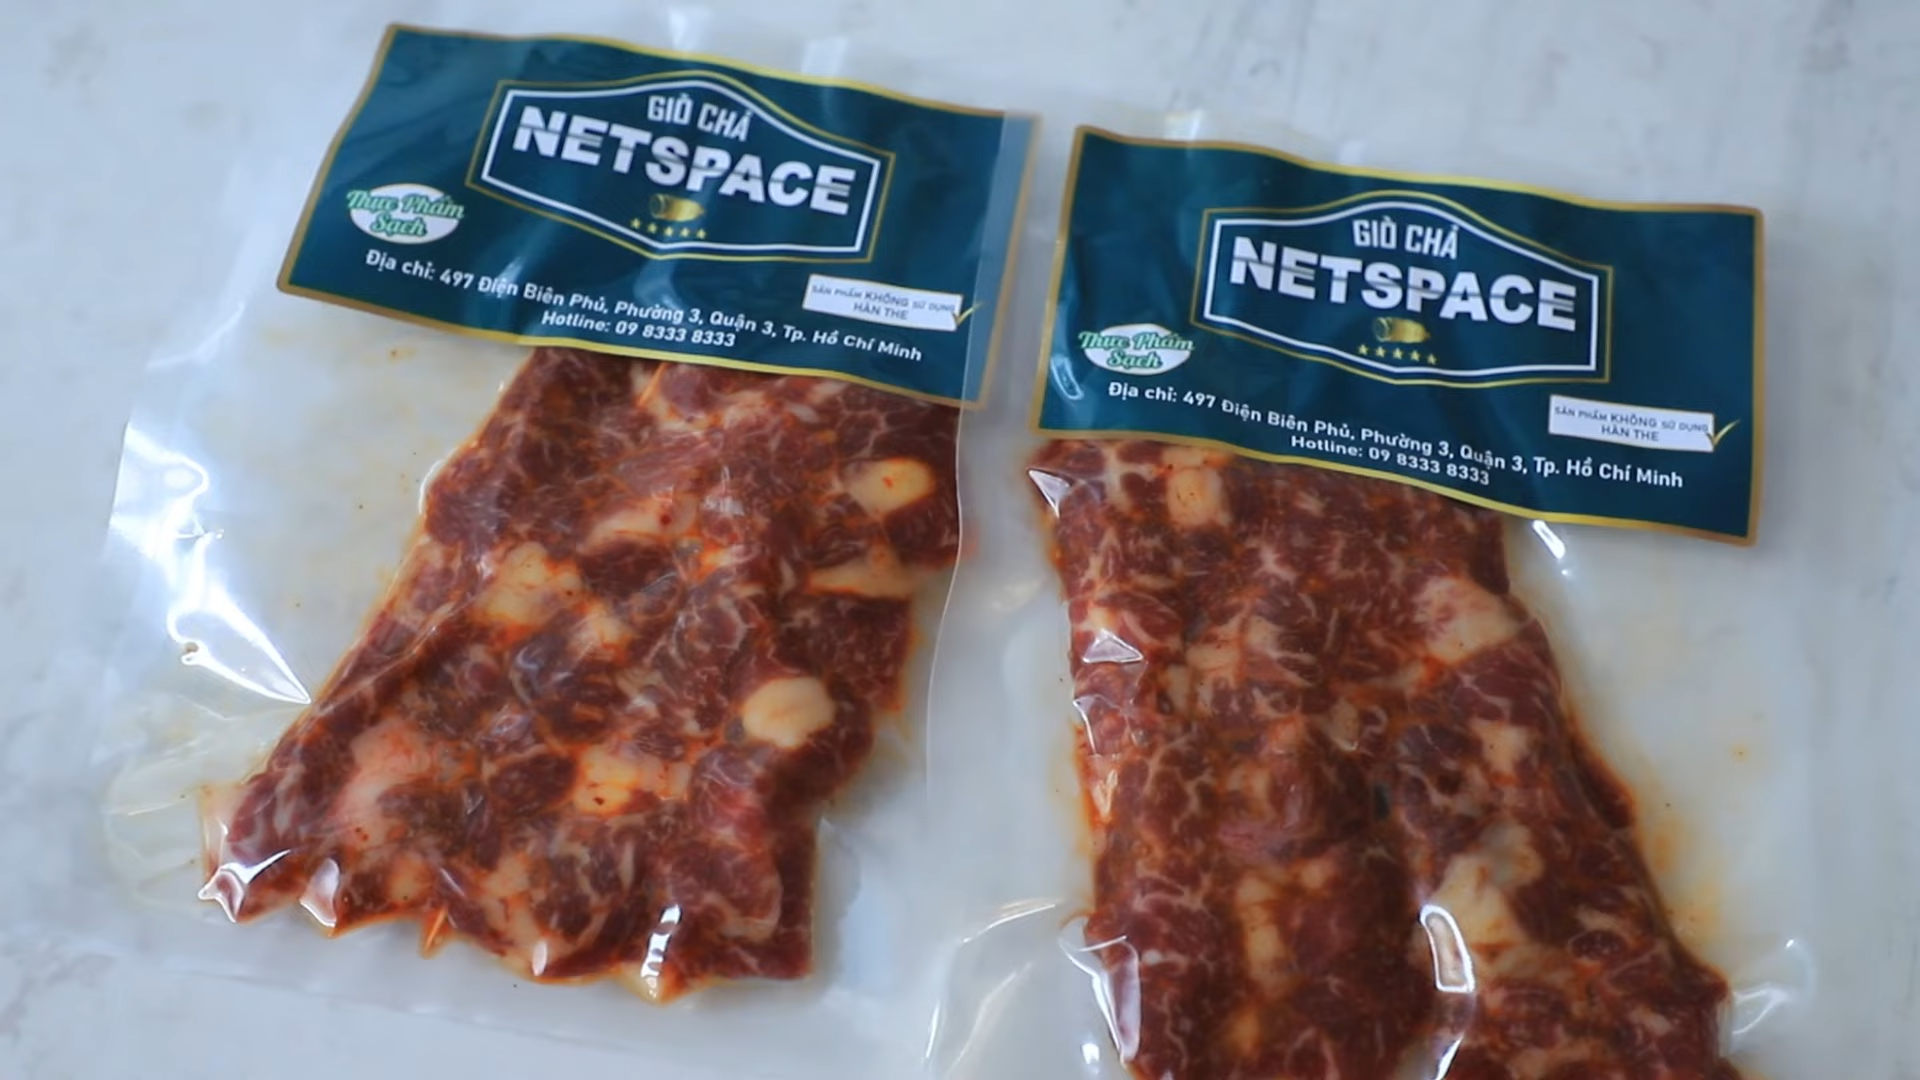 GIÒ CHẢ
NETSPACE
Thực Phẩm
Sạch
Địa chỉ: 497 Điện Biên Phủ, Phường 3, Quận 3, Tp. Hồ Chí Minh
Hotline: 09 8333 8333
SẢN PHẨM KHÔNG SỬ DỤNG
HÀN THE
GIÒ CHẢ
NETSPACE
Thực Phẩm
Sạch
Địa chỉ: 497 Điện Biên Phủ, Phường 3, Quận 3, Tp. Hồ Chí Minh
Hotline: 09 8333 8333
SẢN PHẨM KHÔNG SỬ DỤNG
HÀN THE